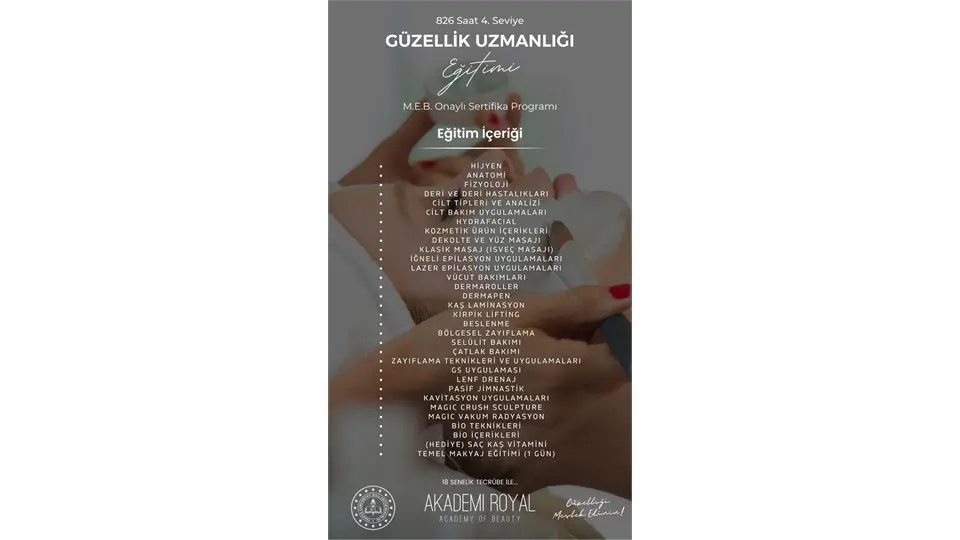 826 Saat 4. Seviye
GÜZELLİK UZMANLIĞI
Eğitimi
M.E.B. Onaylı Sertifika Programı
Eğitim İçeriği
HİJYEN
ANATOMİ
FİZYOLOJİ
DERİ VE DERİ HASTALIKLARI
CİLT TİPLERİ VE ANALİZİ
CİLT BAKIM UYGULAMALARI
HYDRAFACIAL
KOZMETİK ÜRÜN İÇERİKLERİ
DEKOLTE VE YÜZ MASAJI
KLASİK MASAJ (İSVEÇ MASAJI)
İĞNELİ EPİLASYON UYGULAMALARI
LAZER EPİLASYON UYGULAMALARI
VÜCUT BAKIMLARI
DERMAROLLER
DERMAPEN
KAŞ LAMİNASYON
KİRPİK LİFTİNG
BESLENME
BÖLGESEL ZAYIFLAMA
SELÜLİT BAKIMI
ÇATLAK BAKIMI
ZAYIFLAMA TEKNİKLERİ VE UYGULAMALARI
G5 UYGULAMASI
LENF DRENAJ
PASİF JİMNASTİK
KAVİTASYON UYGULAMALARI
MAGIC CRUSH SCULPTURE
MAGIC VAKUM RADYASYON
BİO TEKNİKLERİ
BİO İÇERİKLERİ
(HEDİYE) SAÇ KAŞ VİTAMİNİ
TEMEL MAKYAJ EĞİTİMİ (1 GÜN)
18 SENELİK TECRÜBE İLE...
AKADEMI ROYAL
ACADEMY OF BEAUTY
Güzelliği
Meslek Edinin!